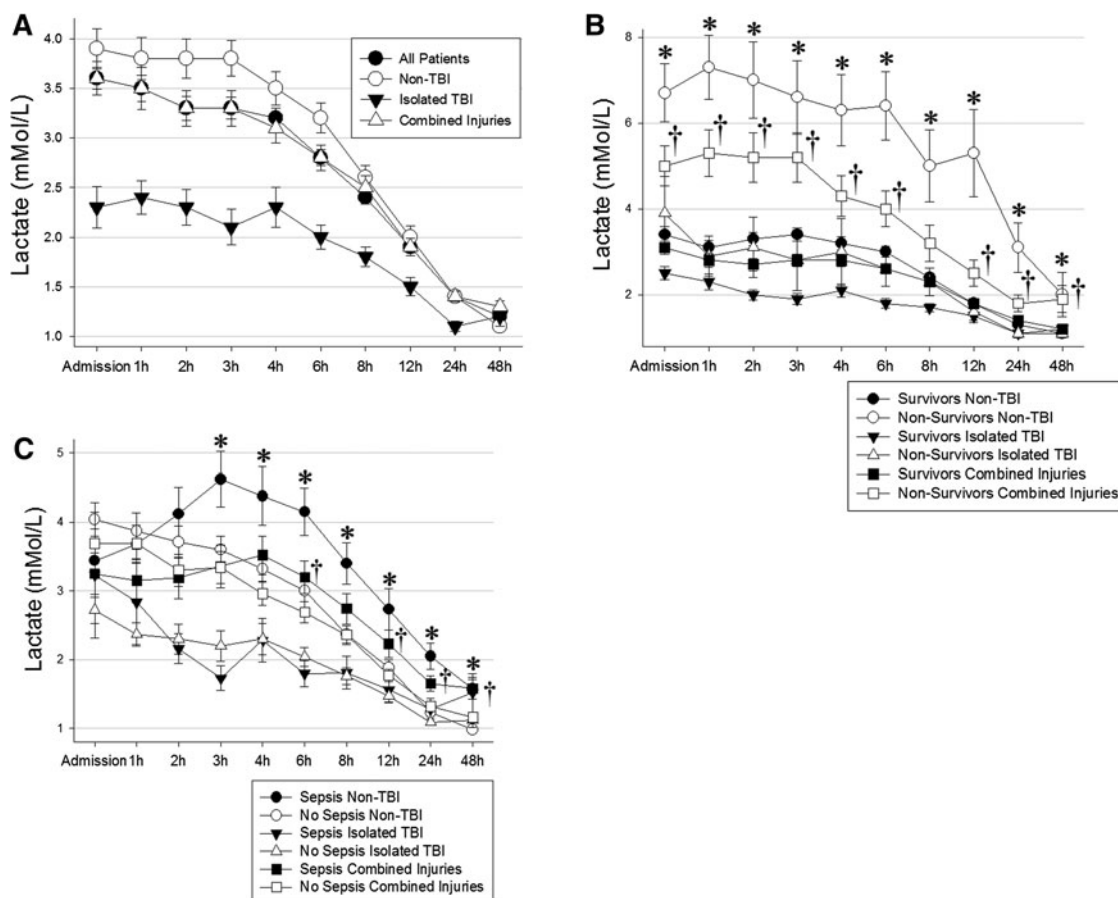 A
Lactate (mMol/L)
4.0
3.5
3.0
2.5
2.0
1.5
1.0
All Patients
Non-TBI
Isolated TBI
Combined Injuries
Admission 1h 2h 3h 4h 6h 8h 12h 24h 48h
B
Lactate (mMol/L)
8
6
4
2
* * * * * * * * * *
† † † † † † † † †
Admission 1h 2h 3h 4h 6h 8h 12h 24h 48h
Survivors Non-TBI
Non-Survivors Non-TBI
Survivors Isolated TBI
Non-Survivors Isolated TBI
Survivors Combined Injuries
Non-Survivors Combined Injuries
C
Lactate (mMol/L)
5
4
3
2
1
* * * * * * *
† † † †
Admission 1h 2h 3h 4h 6h 8h 12h 24h 48h
Sepsis Non-TBI
No Sepsis Non-TBI
Sepsis Isolated TBI
No Sepsis Isolated TBI
Sepsis Combined Injuries
No Sepsis Combined Injuries